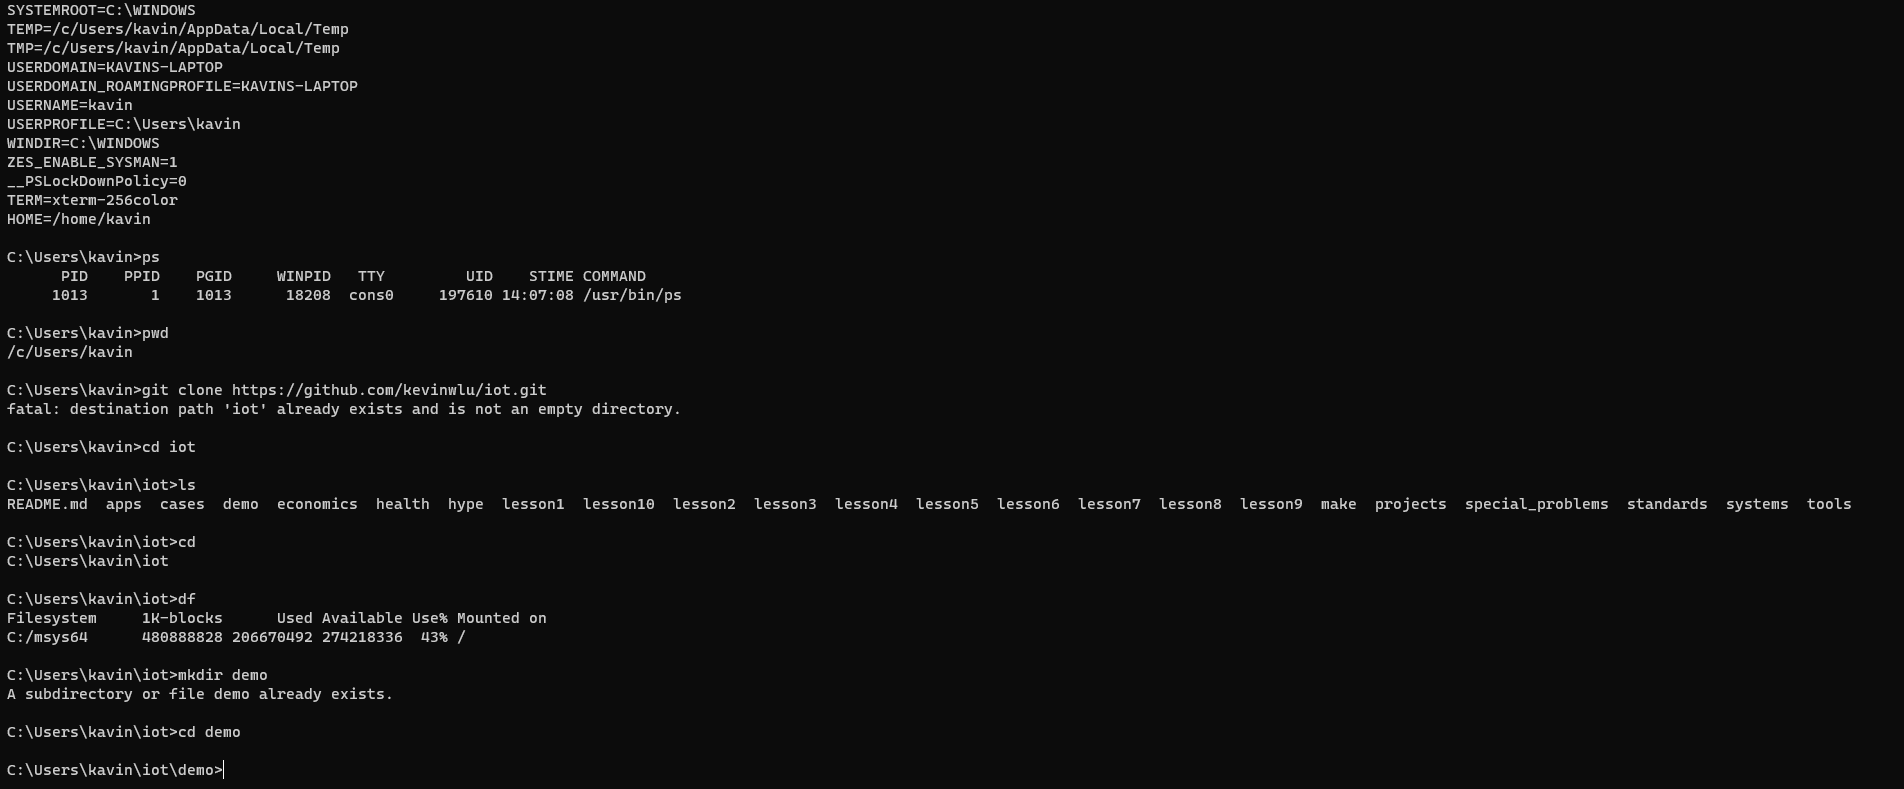 SYSTEMROOT=C:\WINDOWS
TEMP=/c/Users/kavin/AppData/Local/Temp
TMP=/c/Users/kavin/AppData/Local/Temp
USERDOMAIN=KAVINS-LAPTOP
USERDOMAIN_ROAMINGPROFILE=KAVINS-LAPTOP
USERNAME=kavin
USERPROFILE=C:\Users\kavin
WINDIR=C:\WINDOWS
ZES_ENABLE_SYSMAN=1
__PSLockDownPolicy=0
TERM=xterm-256color
HOME=/home/kavin

C:\Users\kavin>ps
      PID    PPID    PGID     WINPID   TTY         UID    STIME COMMAND
     1013       1    1013      18208  cons0     197610 14:07:08 /usr/bin/ps

C:\Users\kavin>pwd
/c/Users/kavin

C:\Users\kavin>git clone https://github.com/kevinwlu/iot.git
fatal: destination path 'iot' already exists and is not an empty directory.

C:\Users\kavin>cd iot

C:\Users\kavin\iot>ls
README.md  apps  cases  demo  economics  health  hype  lesson1  lesson10  lesson2  lesson3  lesson4  lesson5  lesson6  lesson7  lesson8  lesson9  make  projects  special_problems  standards  systems  tools

C:\Users\kavin\iot>cd
C:\Users\kavin\iot

C:\Users\kavin\iot>df
Filesystem     1K-blocks      Used Available Use% Mounted on
C:/msys64      480888828 206670492 274218336  43% /

C:\Users\kavin\iot>mkdir demo
A subdirectory or file demo already exists.

C:\Users\kavin\iot>cd demo

C:\Users\kavin\iot\demo>